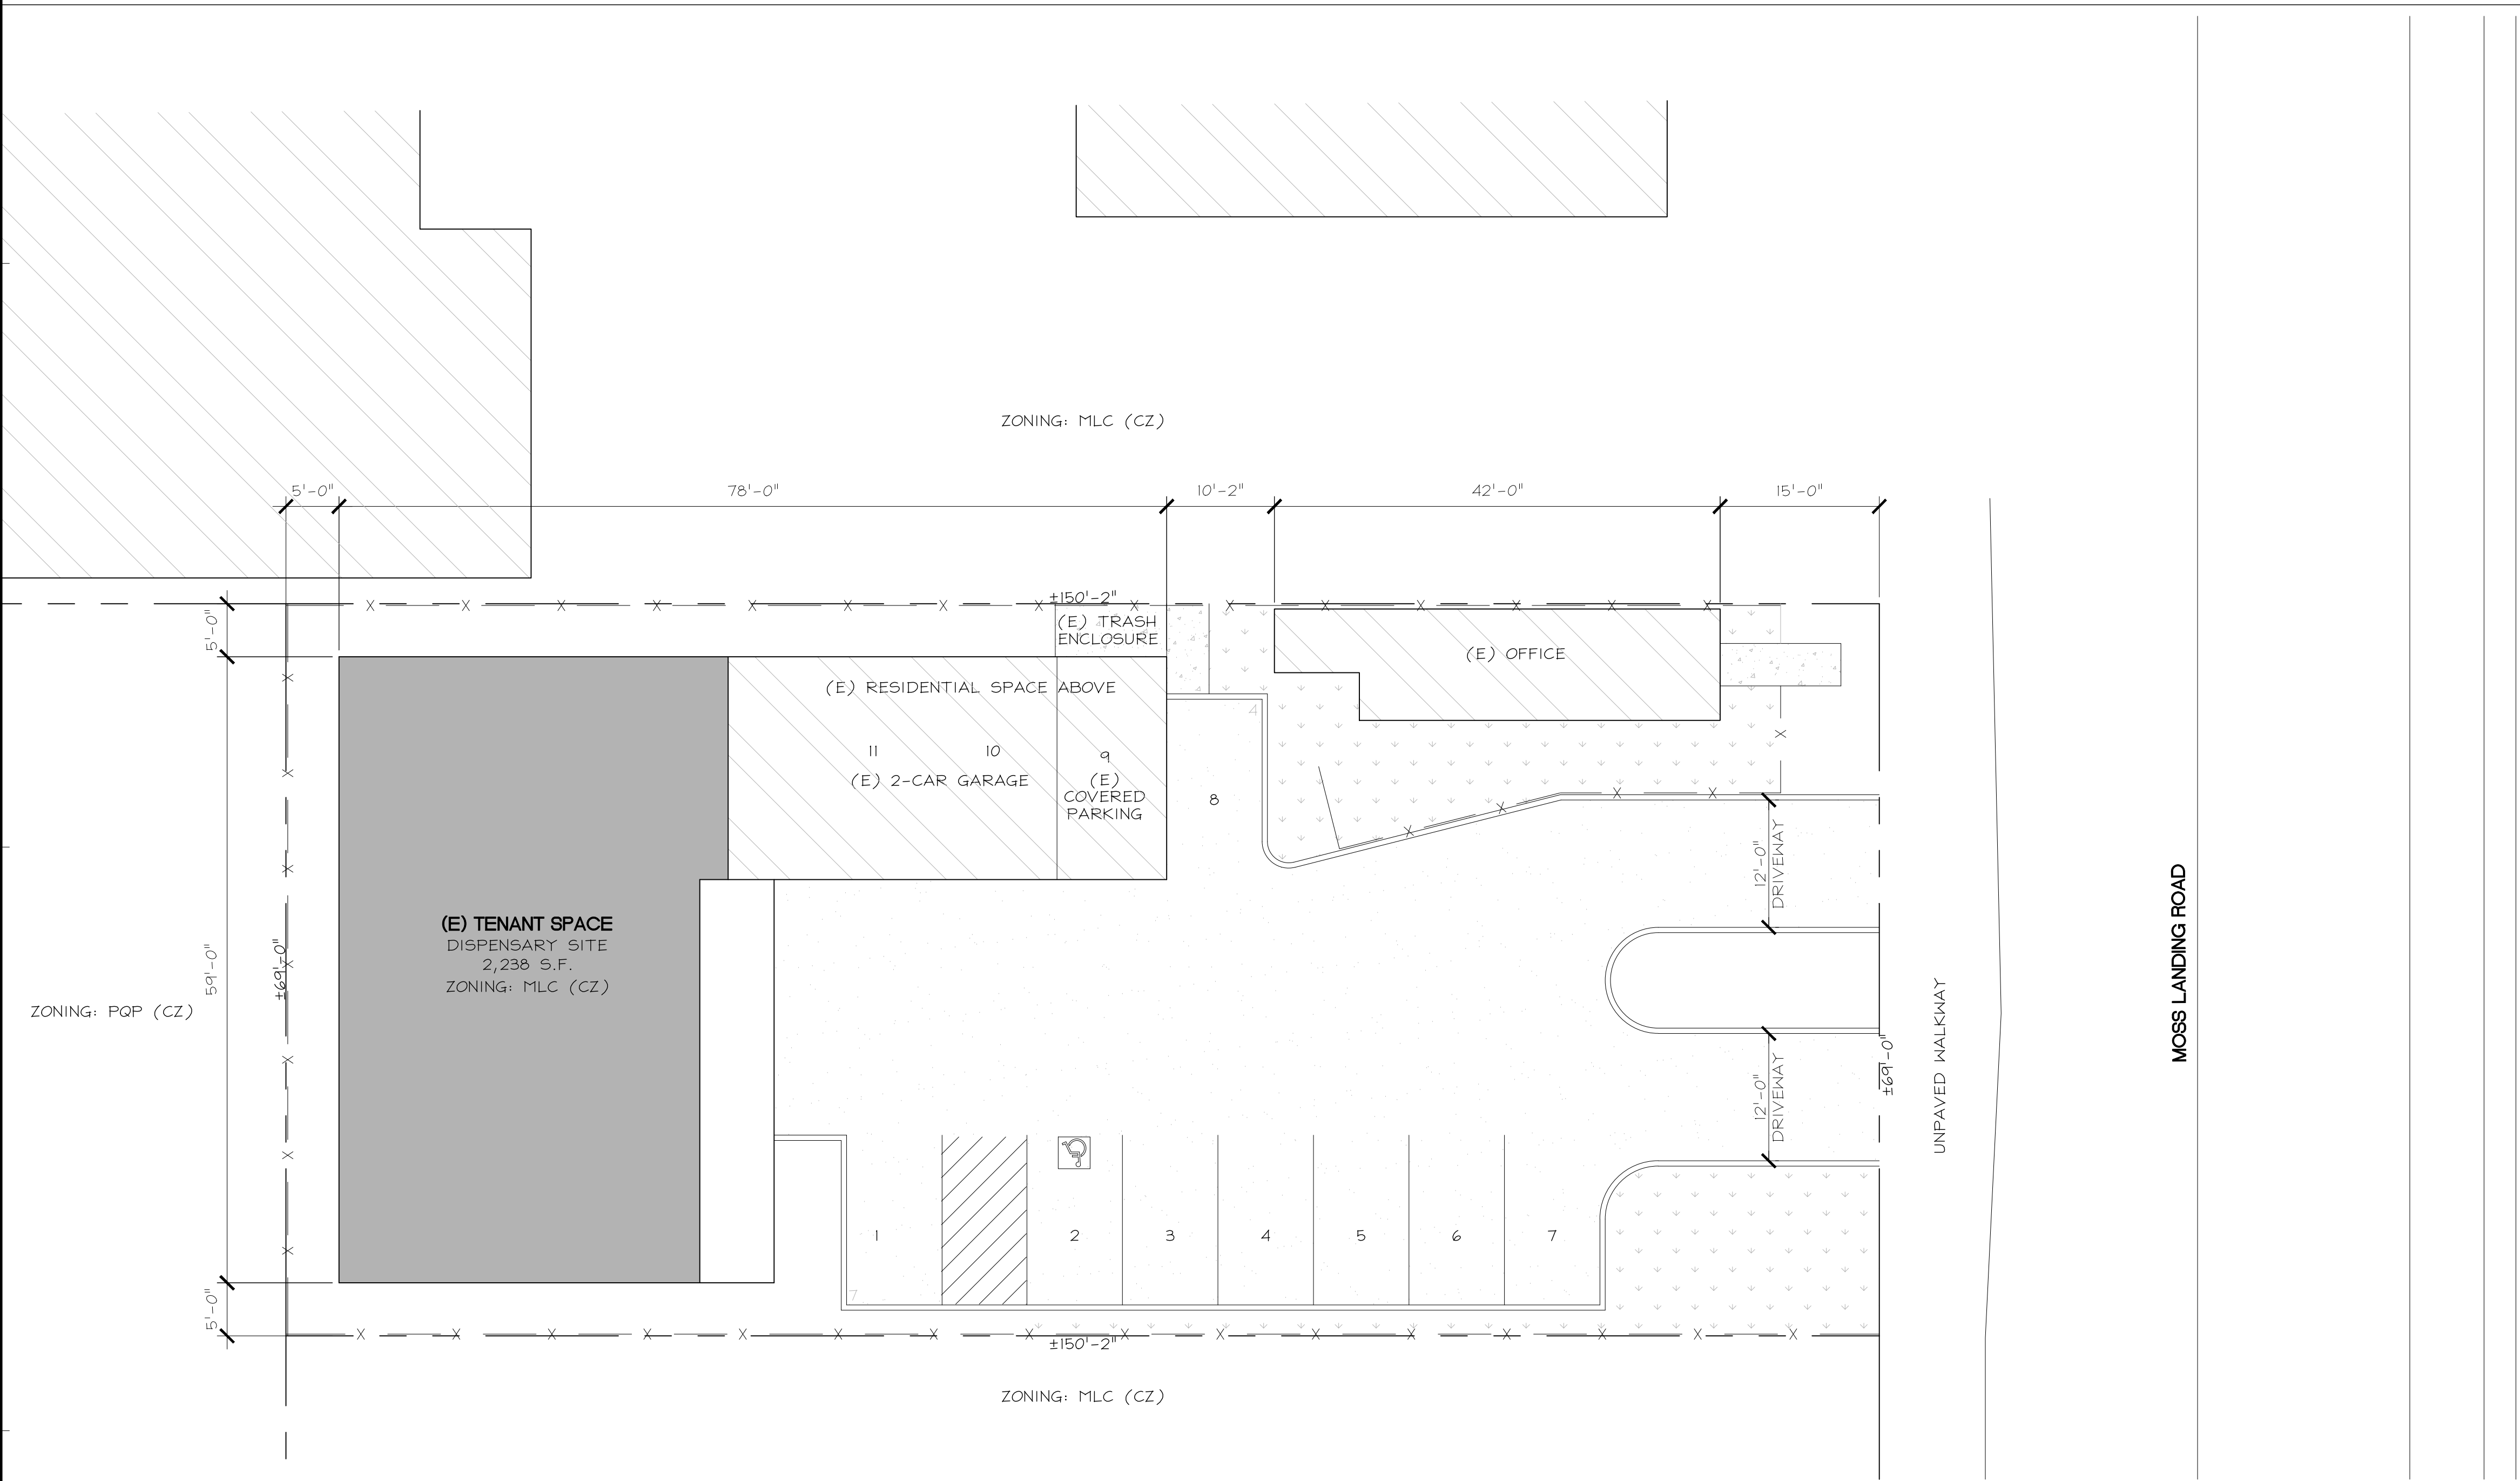 ZONING: MLC (CZ)
5'-0"
78'-0"
10'-2"
42'-0"
15'-0"
±150'-2"
5'-0"
(E) TRASH
ENCLOSURE
(E) OFFICE
(E) RESIDENTIAL SPACE ABOVE
4
11
10
(E) 2-CAR GARAGE
9
(E)
COVERED
PARKING
8
12'-0"
DRIVEWAY
(E) TENANT SPACE
DISPENSARY SITE
2,238 S.F.
ZONING: MLC (CZ)
59'-0"
±69'-0"
ZONING: PQP (CZ)
MOSS LANDING ROAD
UNPAVED WALKWAY
±69'-0"
12'-0"
DRIVEWAY
1
2
3
4
5
6
7
7
5'-0"
±150'-2"
ZONING: MLC (CZ)